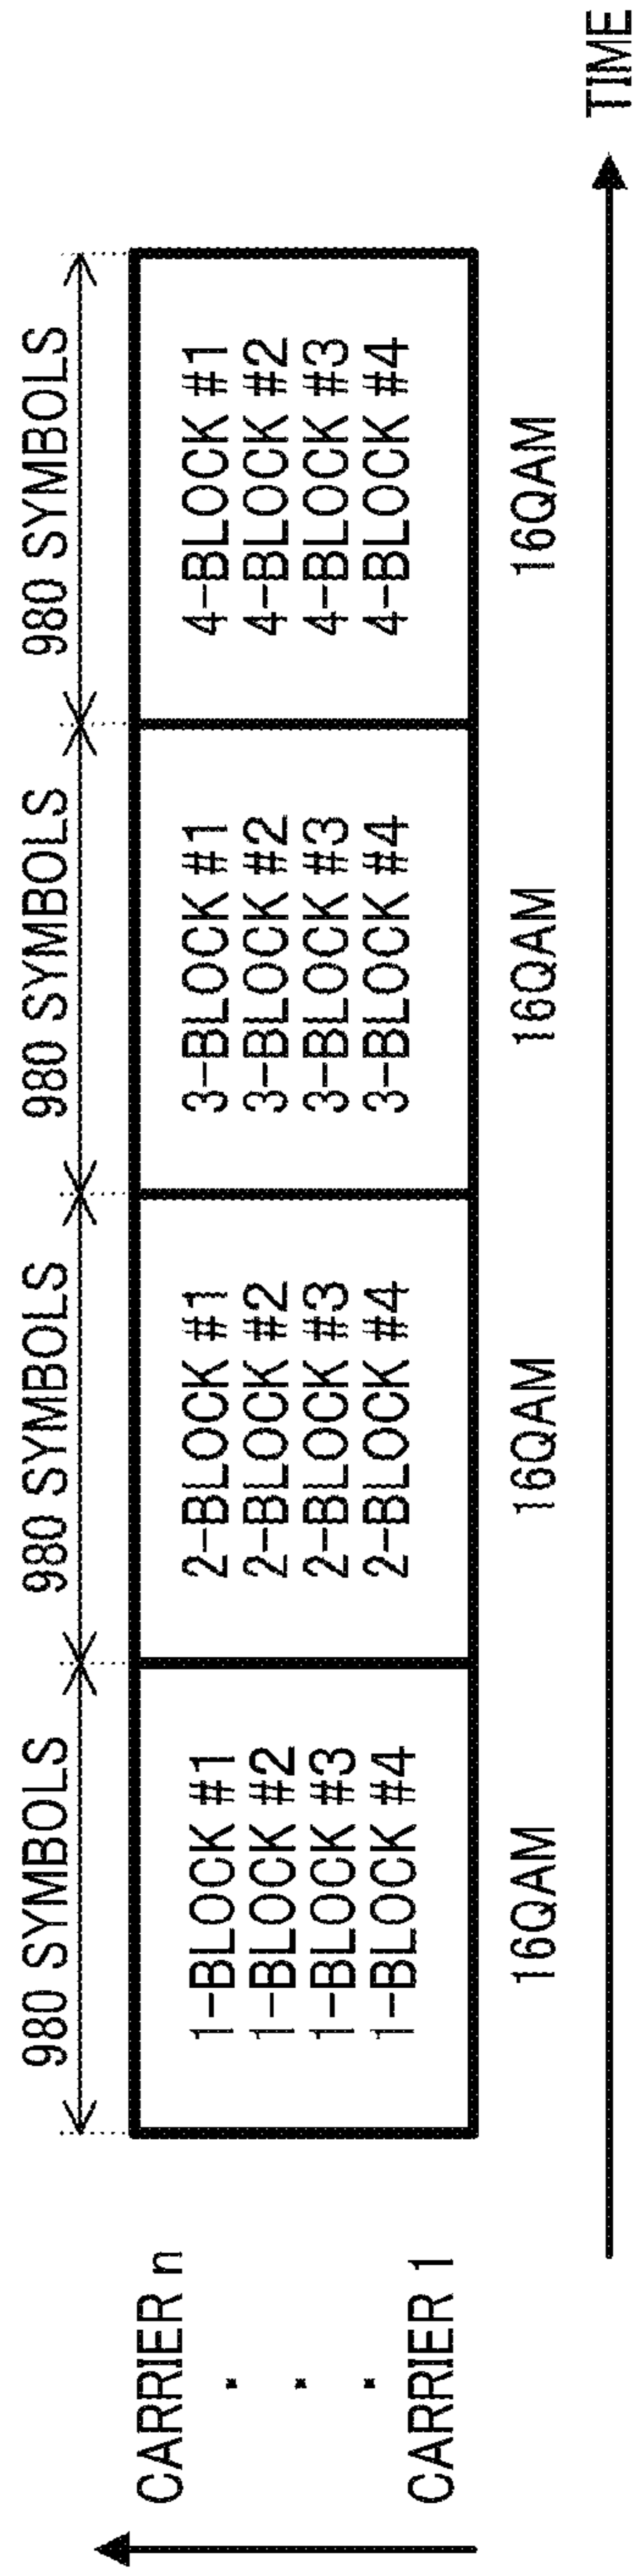 980 SYMBOLS
980 SYMBOLS
980 SYMBOLS
980 SYMBOLS
CARRIER n
CARRIER 1
1-BLOCK #1
1-BLOCK #2
1-BLOCK #3
1-BLOCK #4
2-BLOCK #1
2-BLOCK #2
2-BLOCK #3
2-BLOCK #4
3-BLOCK #1
3-BLOCK #2
3-BLOCK #3
3-BLOCK #4
4-BLOCK #1
4-BLOCK #2
4-BLOCK #3
4-BLOCK #4
16QAM
16QAM
16QAM
16QAM
TIME